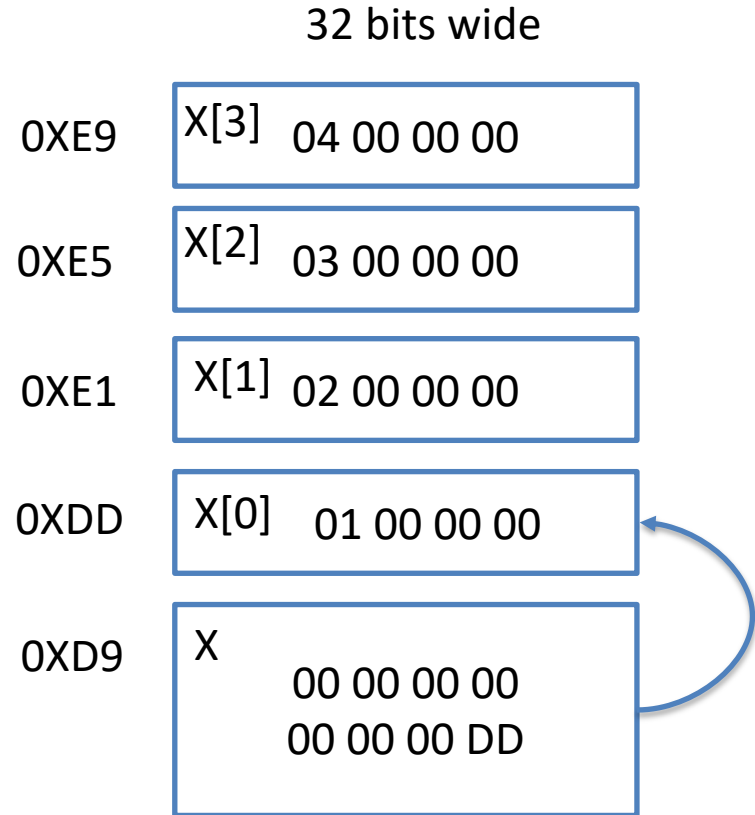 32 bits wide
0XE9 X[3] 04 00 00 00
0XE5 X[2] 03 00 00 00
0XE1 X[1] 02 00 00 00
0XDD X[0] 01 00 00 00
0XD9 X
00 00 00 00
00 00 00 DD